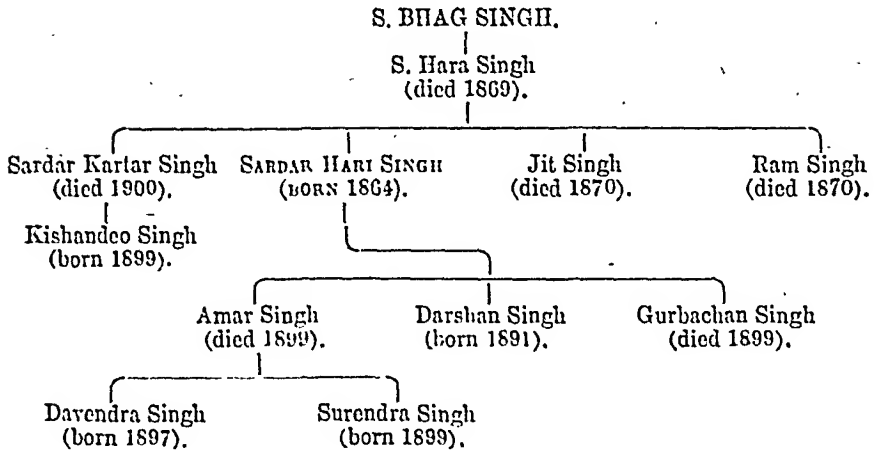 S. BHAG SINGH.
S. Hara Singh
(died 1869).
Sardar Kartar Singh SARDAR HARI SINGH Jit Singh Ram Singh
(died 1900). (BORN 1864). (died 1870). (died 1870).
Kishandeo Singh
(born 1899).
Amar Singh Darshan Singh Gurbachan Singh
(died 1899). (born 1891). (died 1899).
Davendra Singh Surendra Singh
(born 1897). (born 1899).